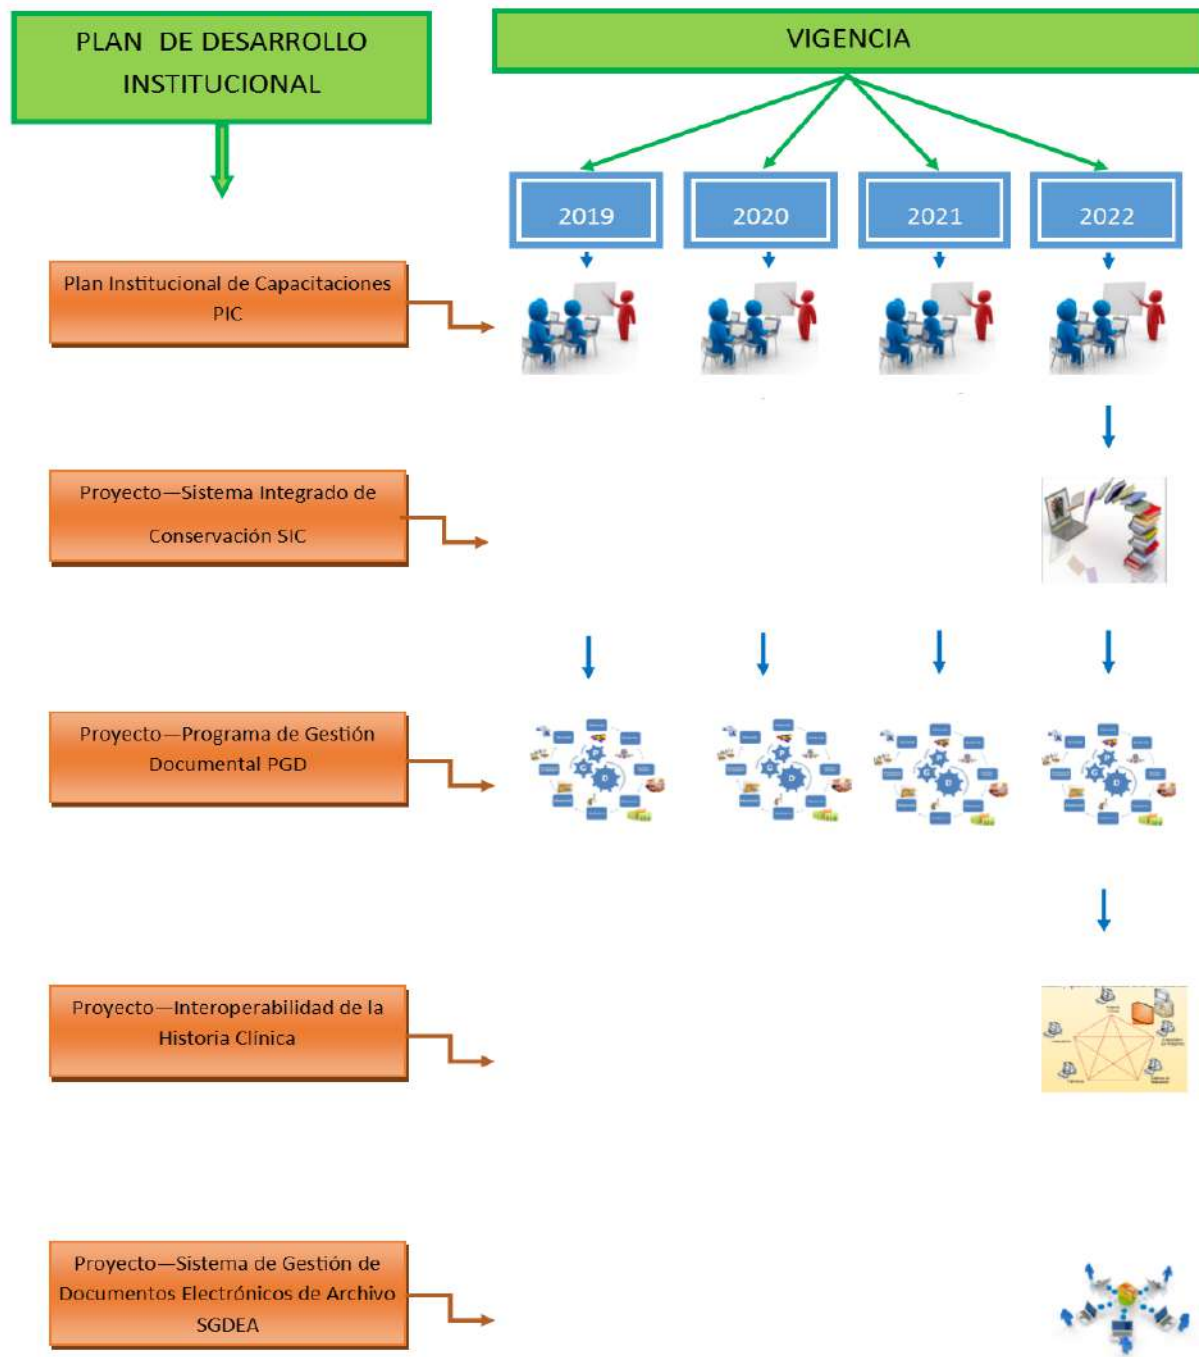 PLAN DE DESARROLLO
INSTITUCIONAL
VIGENCIA
2019
2020
2021
2022
Plan Institucional de Capacitaciones
PIC
Proyecto—Sistema Integrado de
Conservación SIC
Proyecto—Programa de Gestión
Documental PGD
P
G
D
P
G
D
P
G
D
P
G
D
Proyecto—Interoperabilidad de la
Historia Clínica
Proyecto—Sistema de Gestión de
Documentos Electrónicos de Archivo
SGDEA